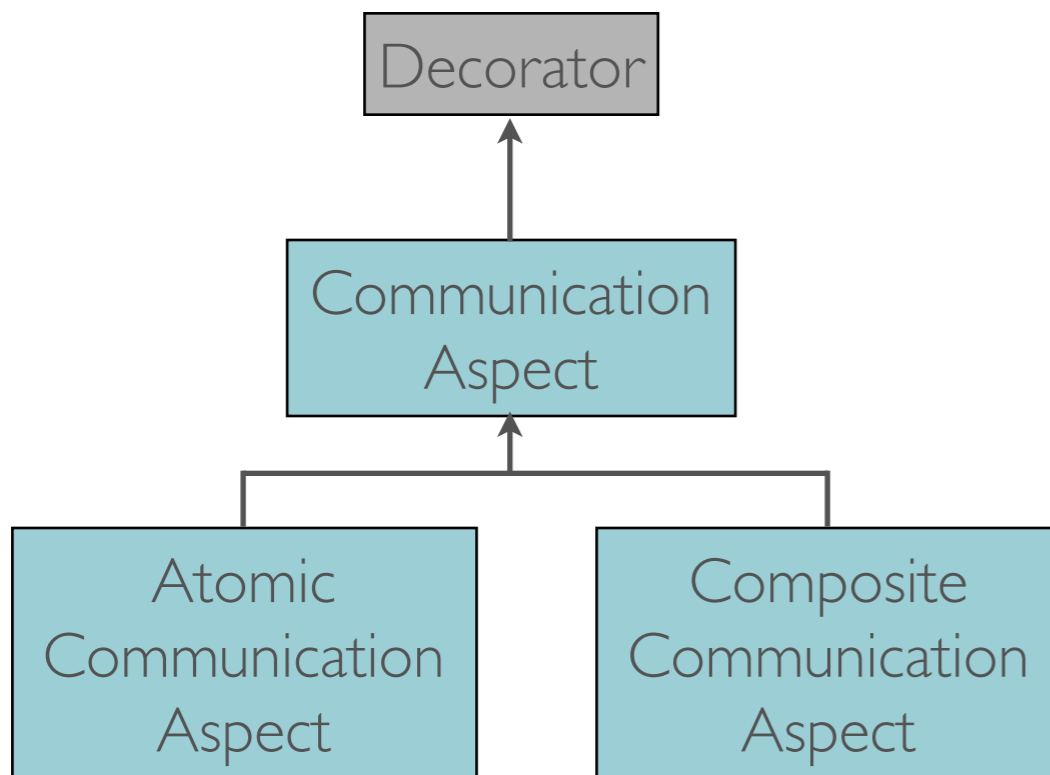 Decorator
Communication
Aspect
Atomic
Communication
Aspect
Composite
Communication
Aspect